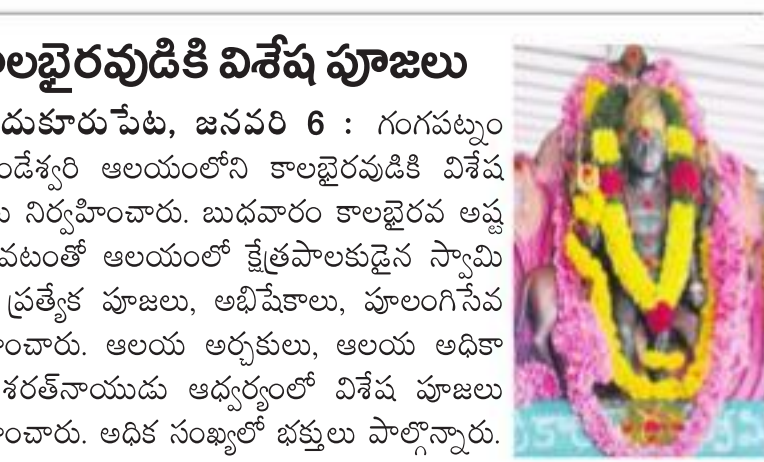 లభైరవుడికి విశేష పూజలు
దుకూరుపేట, జనవరి 6 : గంగపట్నం
ండేశ్వరి ఆలయంలోని కాలభైరవుడికి విశేష
నిర్వహించారు. బుధవారం కాలభైరవ అష్ట
వటంతో ఆలయంలో క్షేత్రపాలకుడైన స్వామి
ప్రత్యేక పూజలు, అభిషేకాలు, పూలంగిసేవ
ంచారు. ఆలయ అర్చకులు, ఆలయ అధికా
శరత్‌నాయుడు ఆధ్వర్యంలో విశేష పూజలు
ంచారు. అధిక సంఖ్యలో భక్తులు పాల్గొన్నారు.